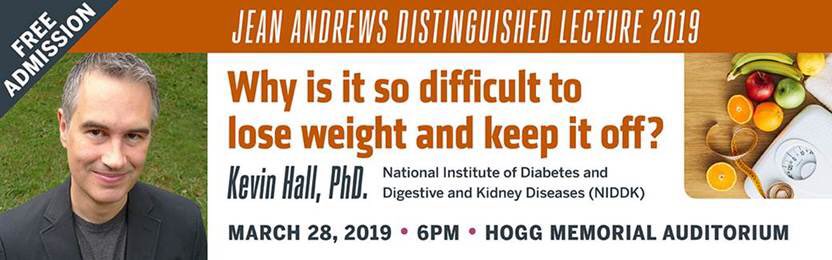 FREE
ADMISSION
JEAN ANDREWS DISTINGUISHED LECTURE 2019
Why is it so difficult to
lose weight and keep it off?
Kevin Hall, PhD.
National Institute of Diabetes and
Digestive and Kidney Diseases (NIDDK)
MARCH 28, 2019 • 6PM • HOGG MEMORIAL AUDITORIUM